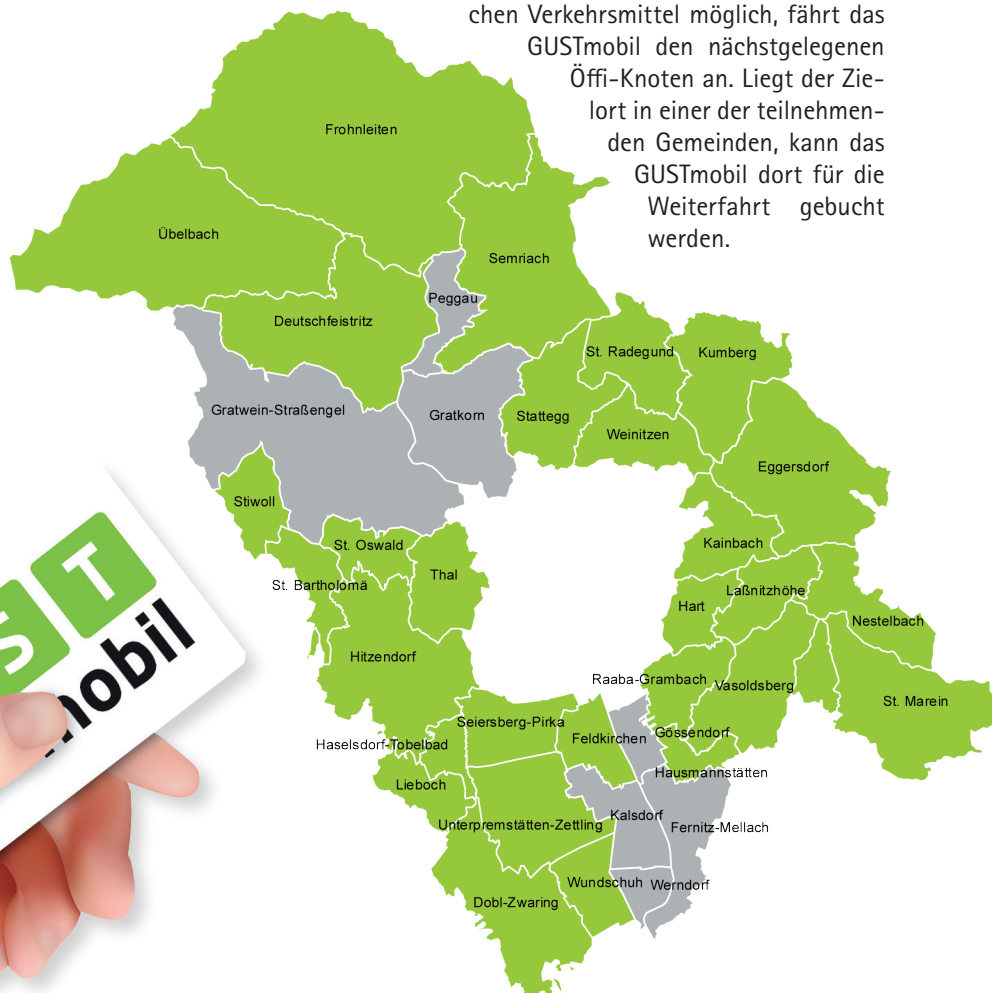 chen Verkehrsmittel möglich, fährt das
GUSTmobil den nächstgelegenen
Öffi-Knoten an. Liegt der Zie-
lort in einer der teilnehmen-
den Gemeinden, kann das
GUSTmobil dort für die
Weiterfahrt gebucht
werden.
Frohnleiten
Übelbach
Semriach
Peggau
Deutschfeistritz
St. Radegund
Kumberg
Gratwein-Straßengel
Gratkorn
Stattegg
Weinitzen
Eggersdorf
Stiwoll
St. Oswald
Kainbach
Thal
St. Bartholomä
Laßnitzhöhe
Hart
Nestelbach
Hitzendorf
Raaba-Grambach
Vasoldsberg
St. Marein
Seiersberg-Pirka
Feldkirchen
Gössendorf
Haselsdorf-Tobelbad
Hausmannstätten
Lieboch
Kalsdorf
Unterpremstätten-Zettling
Fernitz-Mellach
Wundschuh
Werndorf
Dobl-Zwaring
ST
mobil